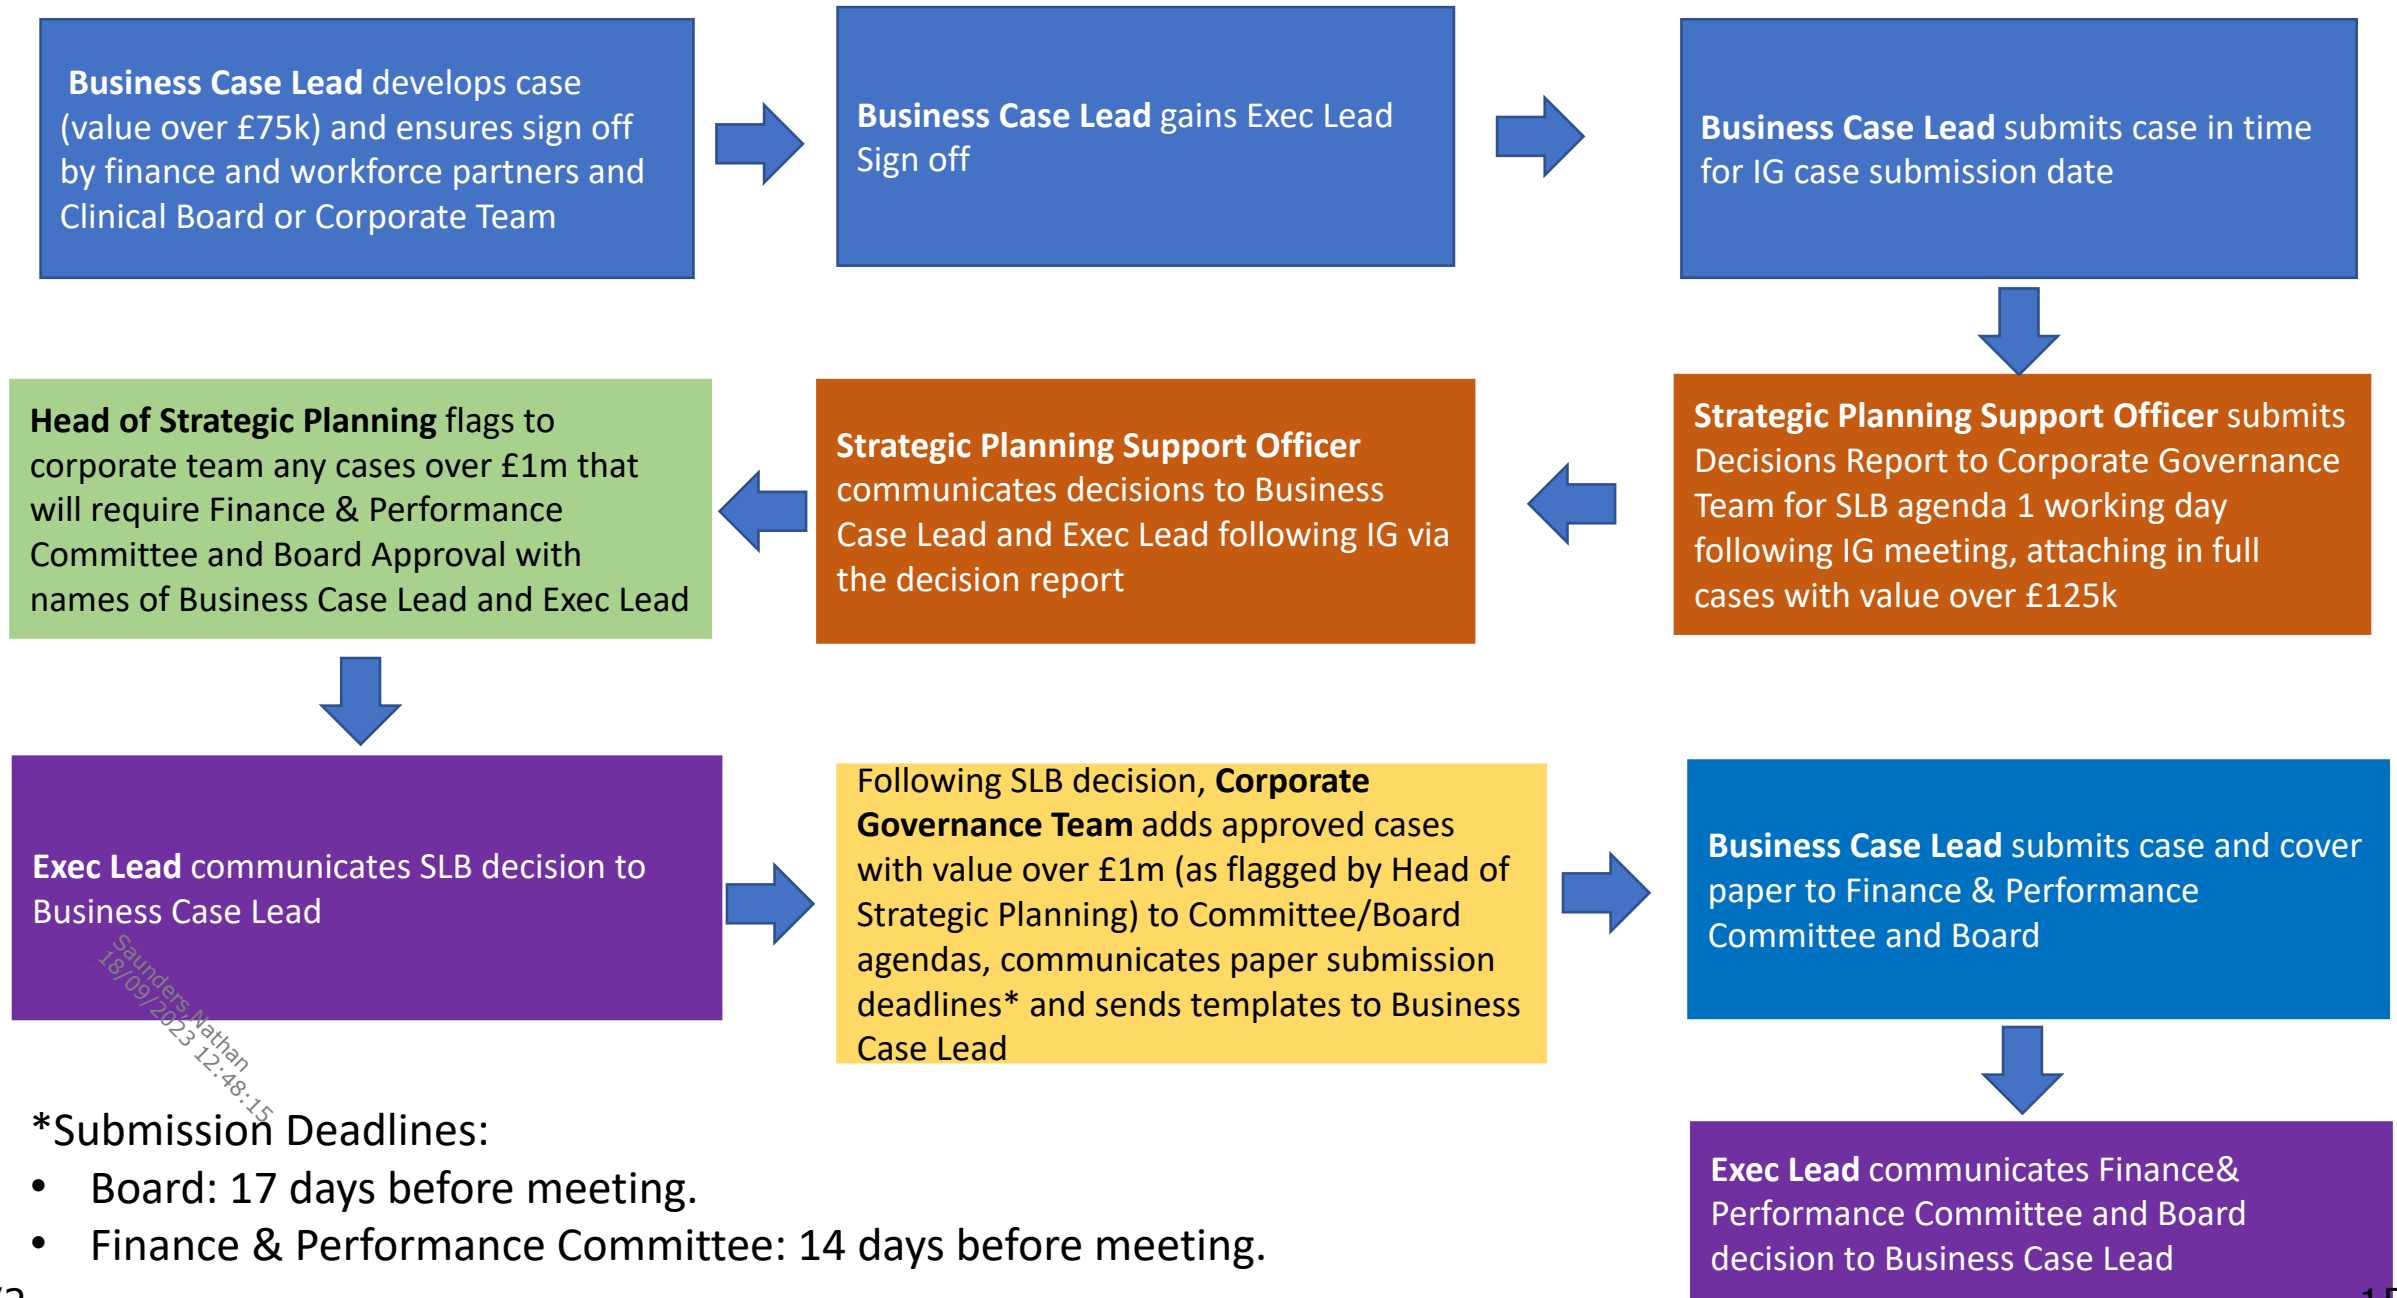 Business Case Lead develops case
(value over £75k) and ensures sign off
by finance and workforce partners and
Clinical Board or Corporate Team
Business Case Lead gains Exec Lead
Sign off
Business Case Lead submits case in time
for IG case submission date
Strategic Planning Support Officer submits
Decisions Report to Corporate Governance
Team for SLB agenda 1 working day
following IG meeting, attaching in full
cases with value over £125k
Strategic Planning Support Officer
communicates decisions to Business
Case Lead and Exec Lead following IG via
the decision report
Head of Strategic Planning flags to
corporate team any cases over £1m that
will require Finance & Performance
Committee and Board Approval with
names of Business Case Lead and Exec Lead
Exec Lead communicates SLB decision to
Business Case Lead
Following SLB decision, Corporate
Governance Team adds approved cases
with value over £1m (as flagged by Head of
Strategic Planning) to Committee/Board
agendas, communicates paper submission
deadlines* and sends templates to Business
Case Lead
Business Case Lead submits case and cover
paper to Finance & Performance
Committee and Board
Exec Lead communicates Finance&
Performance Committee and Board
decision to Business Case Lead
Saunders,Nathan
18/09/2023 12:48:15
*Submission Deadlines:
• Board: 17 days before meeting.
• Finance & Performance Committee: 14 days before meeting.